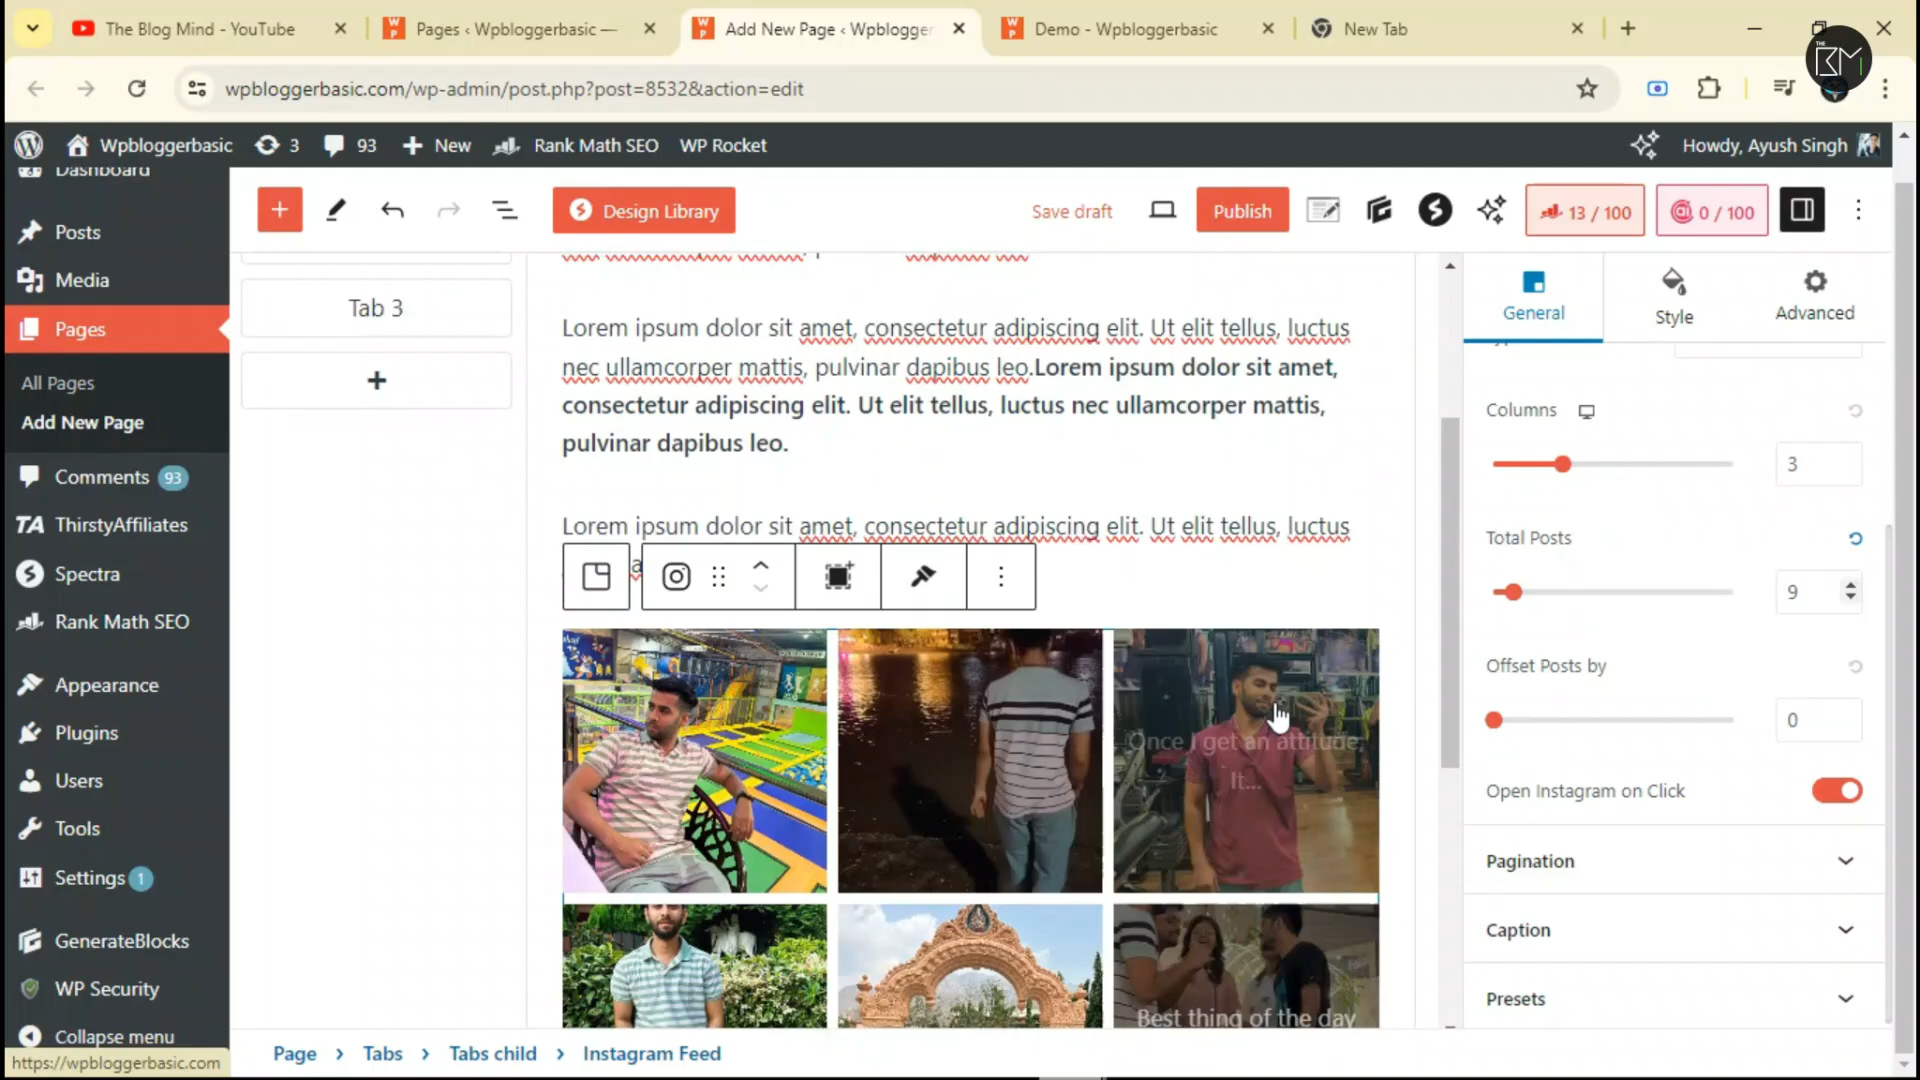 The Blog Mind - YouTube
Pages ‹ Wpbloggerbasic —
Add New Page ‹ Wpblogger
Demo - Wpbloggerbasic
New Tab
THE
BM
wpbloggerbasic.com/wp-admin/post.php?post=8532&action=edit
Wpbloggerbasic
3
93
New
Rank Math SEO
WP Rocket
Howdy, Ayush Singh
Dashboard
Posts
Media
Pages
All Pages
Add New Page
Comments 93
TA ThirstyAffiliates
Spectra
Rank Math SEO
Appearance
Plugins
Users
Tools
Settings 1
GenerateBlocks
WP Security
Collapse menu
https://wpbloggerbasic.com
Design Library
Save draft
Publish
13 / 100
0 / 100
Tab 3
Lorem ipsum dolor sit amet, consectetur adipiscing elit. Ut elit tellus, luctus
nec ullamcorper mattis, pulvinar dapibus leo.Lorem ipsum dolor sit amet,
consectetur adipiscing elit. Ut elit tellus, luctus nec ullamcorper mattis,
pulvinar dapibus leo.
Lorem ipsum dolor sit amet, consectetur adipiscing elit. Ut elit tellus, luctus
Once I get an attitude,
It...
Best thing of the day
General
Style
Advanced
Columns
3
Total Posts
9
Offset Posts by
0
Open Instagram on Click
Pagination
Caption
Presets
Page > Tabs > Tabs child > Instagram Feed